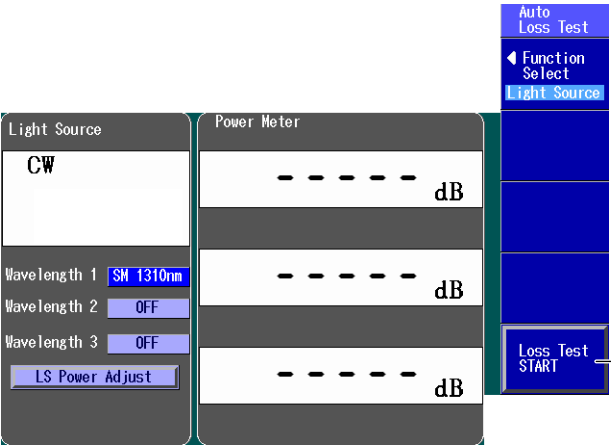 Auto
Loss Test
Function
Select
Light Source
Light Source
CW
Wavelength 1 SM 1310nm
Wavelength 2 OFF
Wavelength 3 OFF
LS Power Adjust
Power Meter
----- dB
----- dB
----- dB
Loss Test
START